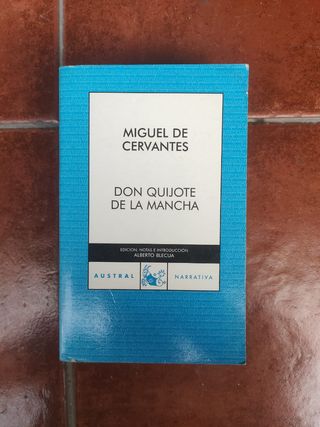 MIGUEL DE
CERVANTES
DON QUIJOTE
DE LA MANCHA
EDICIÓN, NOTAS E INTRODUCCIÓN
ALBERTO BLECUA
AUSTRAL
NARRATIVA